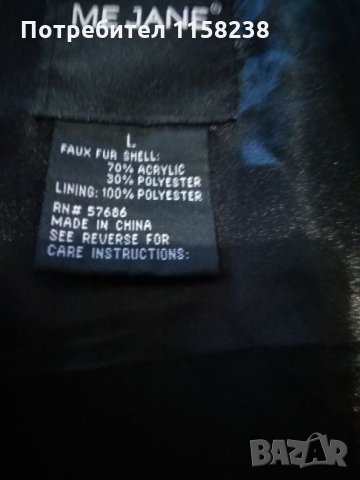 Потребител 1158238
ME JANE®
L
FAUX FUR SHELL:
70% ACRYLIC
30% POLYESTER
LINING: 100% POLYESTER
RN# 57686
MADE IN CHINA
SEE REVERSE FOR
CARE INSTRUCTIONS:
BAZAR